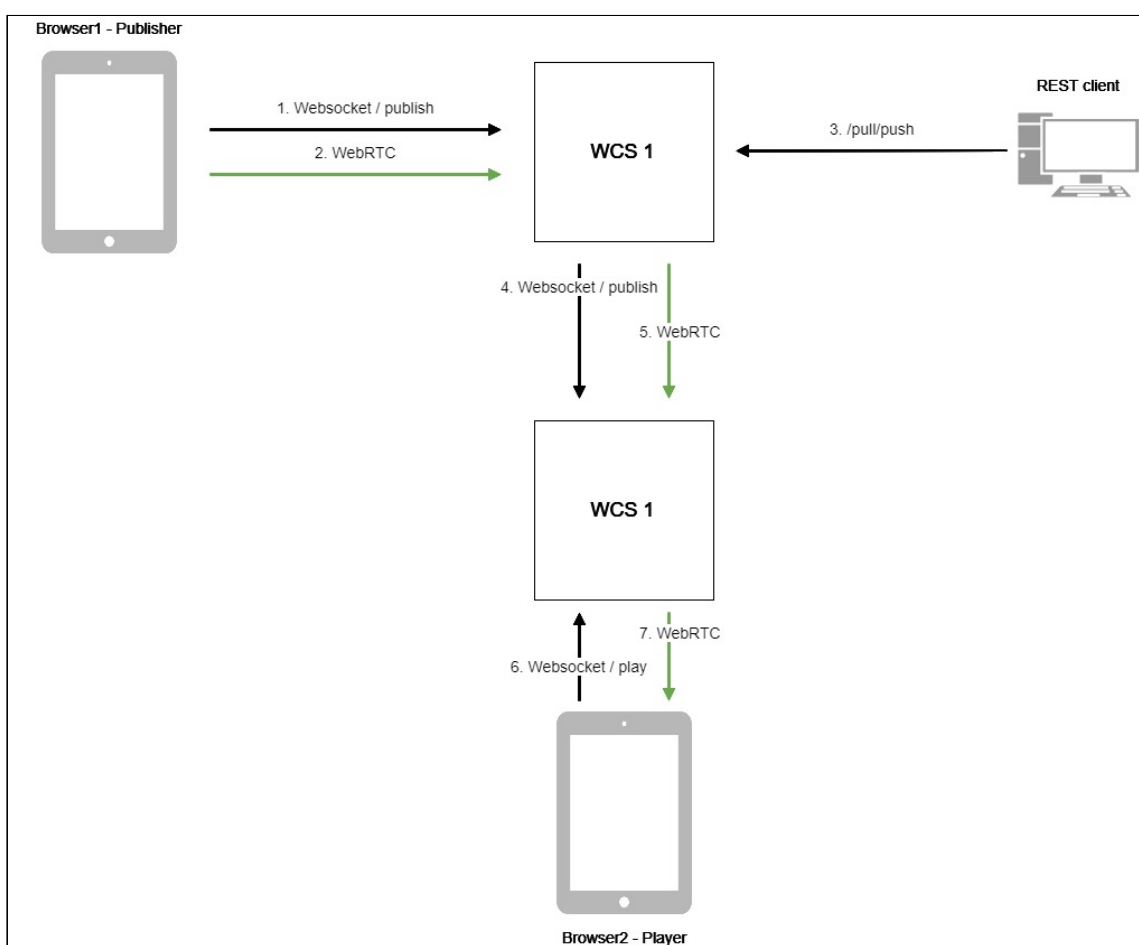 Browser1 - Publisher
REST client
1. Websocket / publish
2. WebRTC
WCS 1
3. /pull/push
4. Websocket / publish
5. WebRTC
WCS 1
7. WebRTC
6. Websocket / play
Browser2 - Player